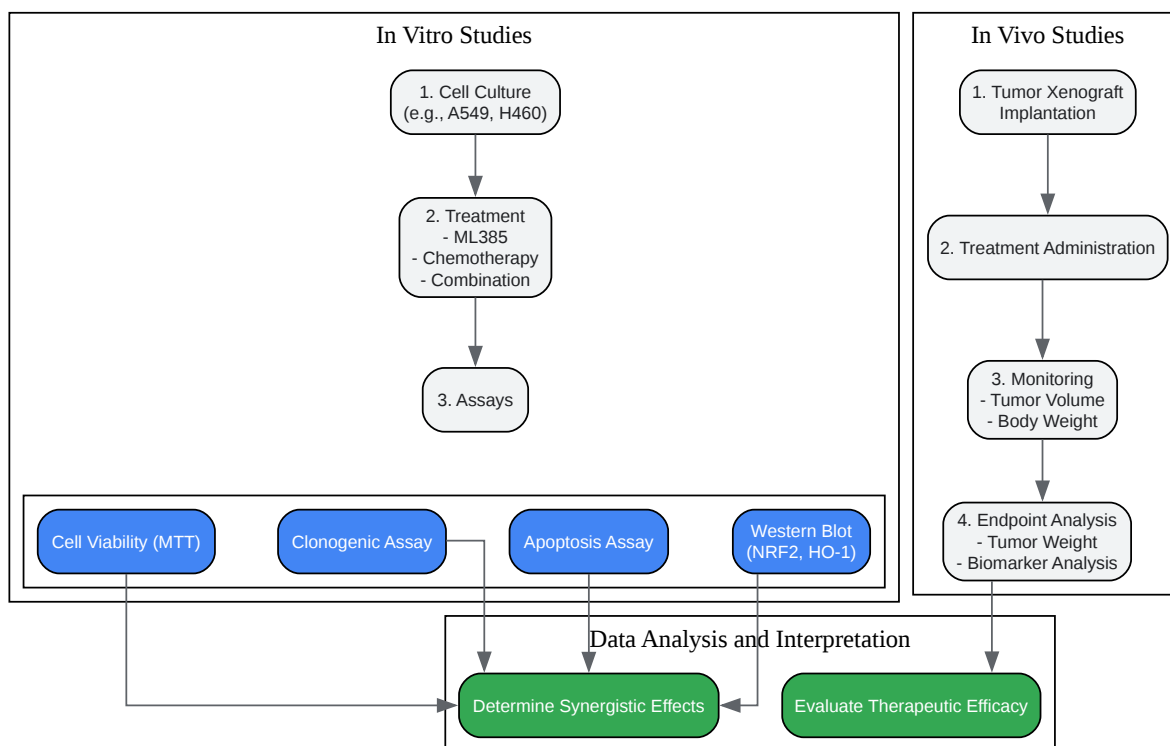 In Vitro Studies
1. Cell Culture
(e.g., A549, H460)
2. Treatment
- ML385
- Chemotherapy
- Combination
3. Assays
Cell Viability (MTT)
Clonogenic Assay
Apoptosis Assay
Western Blot
(NRF2, HO-1)
In Vivo Studies
1. Tumor Xenograft
Implantation
2. Treatment Administration
3. Monitoring
- Tumor Volume
- Body Weight
4. Endpoint Analysis
- Tumor Weight
- Biomarker Analysis
Data Analysis and Interpretation
Determine Synergistic Effects
Evaluate Therapeutic Efficacy